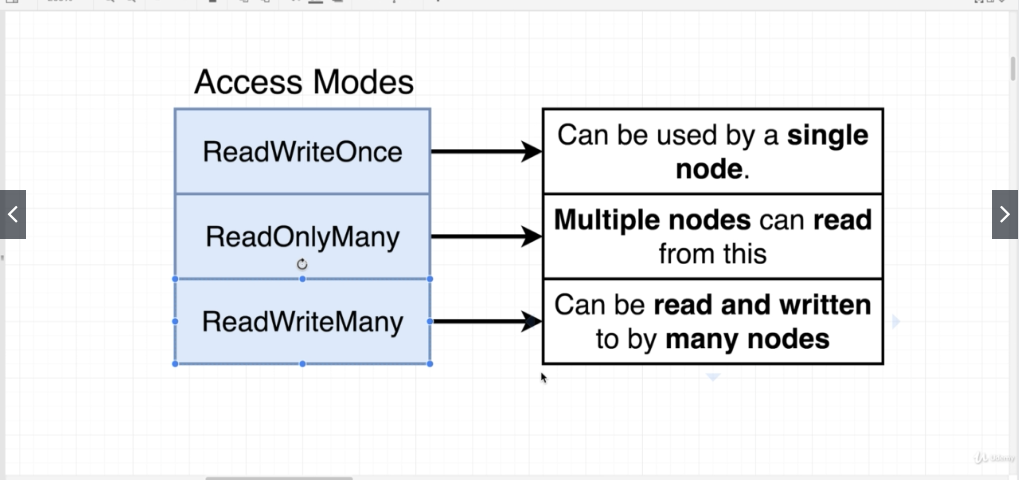 Access Modes
ReadWriteOnce
Can be used by a single
node.
ReadOnlyMany
Multiple nodes can read
from this
ReadWriteMany
Can be read and written
to by many nodes
Udemy